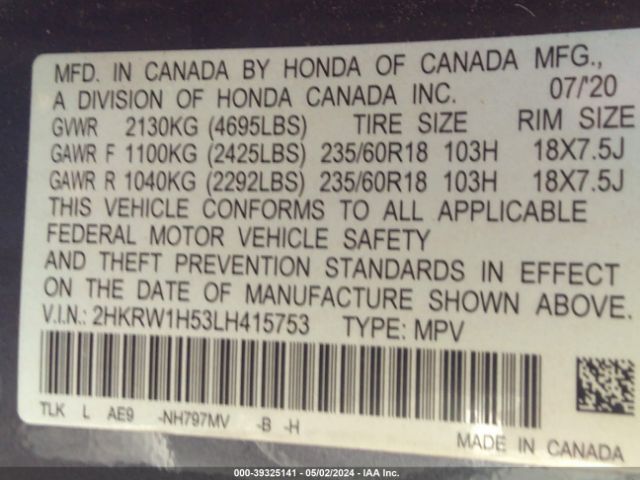 MFD. IN CANADA BY HONDA OF CANADA MFG.,
A DIVISION OF HONDA CANADA INC. 07/'20
GVWR 2130KG (4695LBS) TIRE SIZE RIM SIZE
GAWR F 1100KG (2425LBS) 235/60R18 103H 18X7.5J
GAWR R 1040KG (2292LBS) 235/60R18 103H 18X7.5J
THIS VEHICLE CONFORMS TO ALL APPLICABLE
FEDERAL MOTOR VEHICLE SAFETY
AND THEFT PREVENTION STANDARDS IN EFFECT
ON THE DATE OF MANUFACTURE SHOWN ABOVE.
V.I.N.: 2HKRW1H53LH415753 TYPE: MPV
TLK L AE9 -NH797MV -B -H
MADE IN CANADA
000-39325141 - 05/02/2024 - IAA Inc.